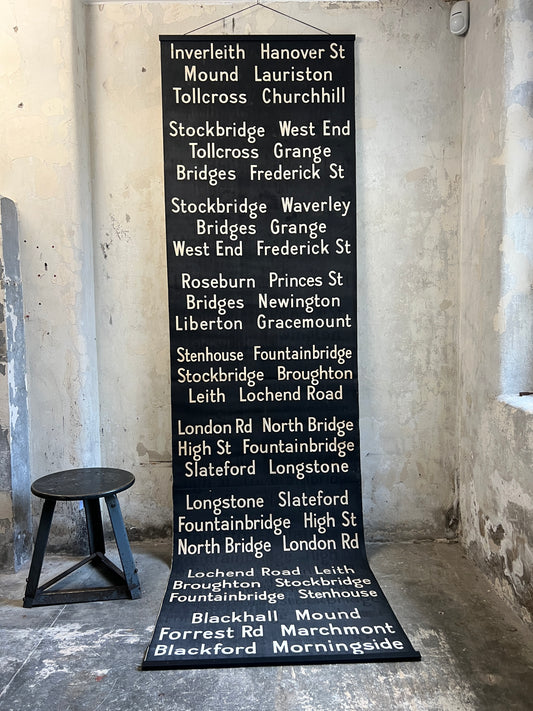 Inverleith Hanover St
Mound Lauriston
Tollcross Churchhill
Stockbridge West End
Tollcross Grange
Bridges Frederick St
Stockbridge Waverley
Bridges Grange
West End Frederick St
Roseburn Princes St
Bridges Newington
Liberton Gracemount
Stenhouse Fountainbridge
Stockbridge Broughton
Leith Lochend Road
London Rd North Bridge
High St Fountainbridge
Slateford Longstone
Longstone Slateford
Fountainbridge High St
North Bridge London Rd
Lochend Road Leith
Broughton Stockbridge
Fountainbridge Stenhouse
Blackhall Mound
Forrest Rd Marchmont
Blackford Morningside